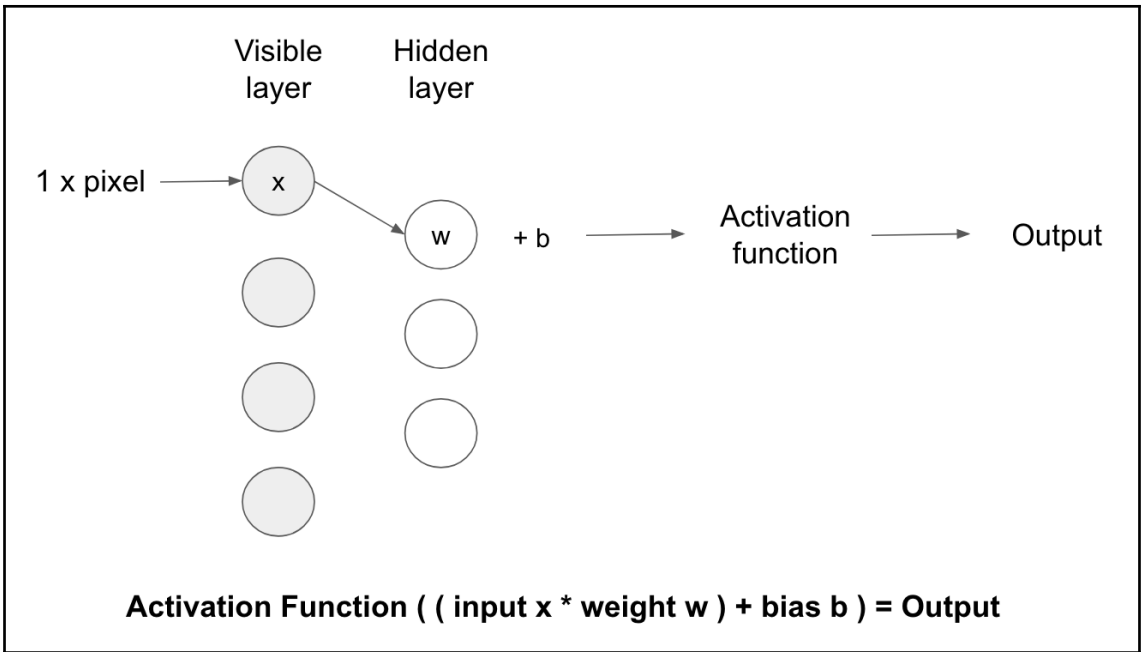 Visible
layer
Hidden
layer
1 x pixel
x
w
+ b
Activation
function
Output
Activation Function ( ( input x * weight w ) + bias b ) = Output